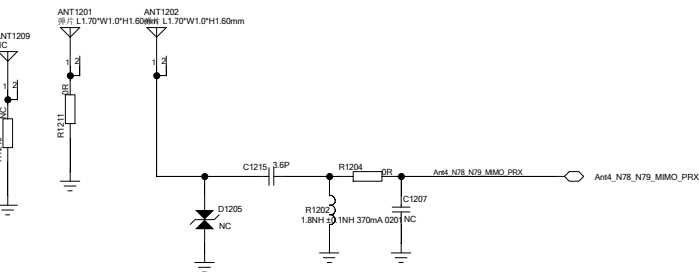 ANT1201
弹片 L1.70*W1.0*H1.60mm
ANT1202
弹片 L1.70*W1.0*H1.60mm
NT1209
NC
1 2
1 2
1 2
0R
R1211
NC
C1215 3.6P
R1204
0R
Ant4_N78_N79_MIMO_PRX
Ant4_N78_N79_MIMO_PRX
D1205
NC
R1202
1.8NH ±0.1NH 370mA 0201
C1207
NC